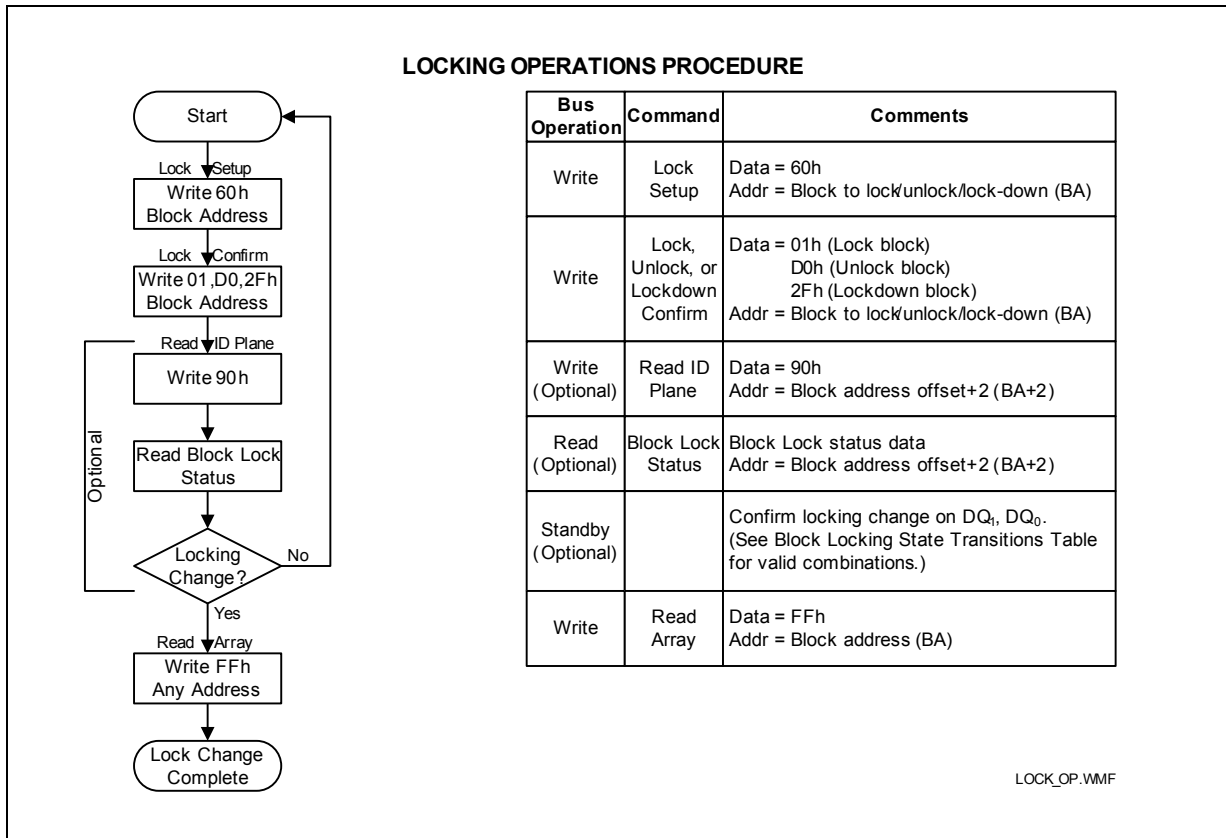 LOCKING OPERATIONS PROCEDURE
Start
Lock Setup
Write 60h
Block Address
Lock Confirm
Write 01,D0,2Fh
Block Address
Read ID Plane
Write 90h
Optional
Read Block Lock
Status
Locking
Change?
No
Yes
Read Array
Write FFh
Any Address
Lock Change
Complete
Bus
Operation
Command
Comments
Write
Lock
Setup
Data = 60h
Addr = Block to lock/unlock/lock-down (BA)
Write
Lock,
Unlock, or
Lockdown
Confirm
Data = 01h (Lock block)
D0h (Unlock block)
2Fh (Lockdown block)
Addr = Block to lock/unlock/lock-down (BA)
Write
(Optional)
Read ID
Plane
Data = 90h
Addr = Block address offset+2 (BA+2)
Read
(Optional)
Block Lock
Status
Block Lock status data
Addr = Block address offset+2 (BA+2)
Standby
(Optional)
Confirm locking change on DQ₁, DQ₀.
(See Block Locking State Transitions Table
for valid combinations.)
Write
Read
Array
Data = FFh
Addr = Block address (BA)
LOCK_OP.WMF